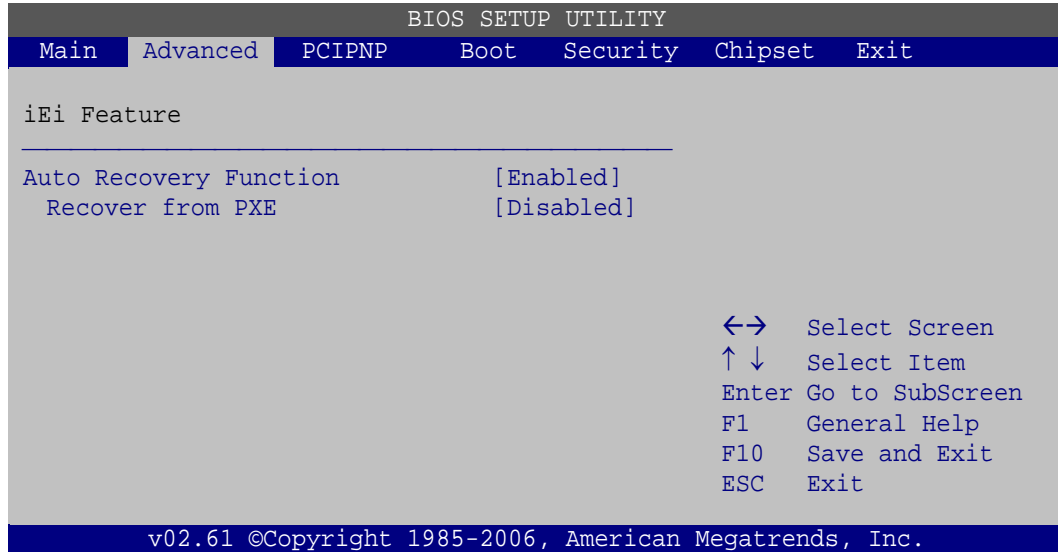 BIOS SETUP UTILITY
Main Advanced PCIPNP Boot Security Chipset Exit
iEi Feature
Auto Recovery Function [Enabled]
Recover from PXE [Disabled]
←→ Select Screen
↑ ↓ Select Item
Enter Go to SubScreen
F1 General Help
F10 Save and Exit
ESC Exit
v02.61 ©Copyright 1985-2006, American Megatrends, Inc.